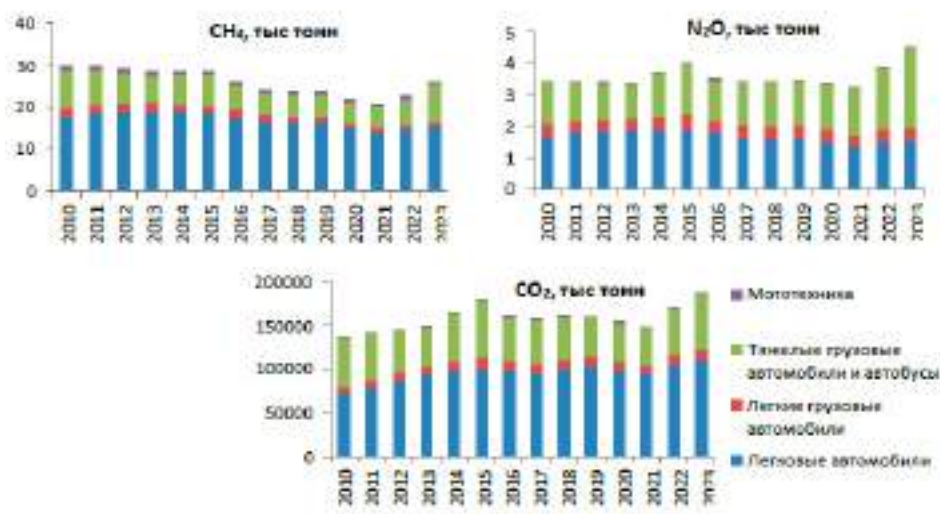 CH₄, тыс тонн
40
30
20
10
0
2010 2011 2012 2013 2014 2015 2016 2017 2018 2019 2020 2021 2022 2023
N₂O, тыс тонн
5
4
3
2
1
0
2010 2011 2012 2013 2014 2015 2016 2017 2018 2019 2020 2021 2022 2023
CO₂, тыс тонн
200000
150000
100000
50000
0
2010 2011 2012 2013 2014 2015 2016 2017 2018 2019 2020 2021 2022 2023
Мототехника
Тяжелые грузовые
автомобили и автобусы
Легкие грузовые
автомобили
Легковые автомобили